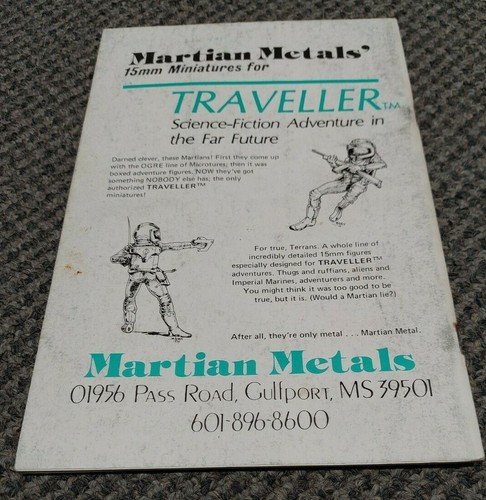 Martian Metals'
15mm Miniatures for
TRAVELLER™
Science-Fiction Adventure in
the Far Future
Darned clever, these Martians! First they come up
with the OGRE line of Microtures; then it was
boxed adventure figures. NOW they've got
something NOBODY else has; the only
authorized TRAVELLER™
miniatures!
For true, Terrans. A whole line of
incredibly detailed 15mm figures
especially designed for TRAVELLER™
adventures. Thugs and ruffians, aliens and
Imperial Marines, adventurers and more.
You might think it was too good to be
true, but it is. (Would a Martian lie?)
After all, they're only metal . . . Martian Metal.
Martian Metals
01956 Pass Road, Gulfport, MS 39501
601-896-8600